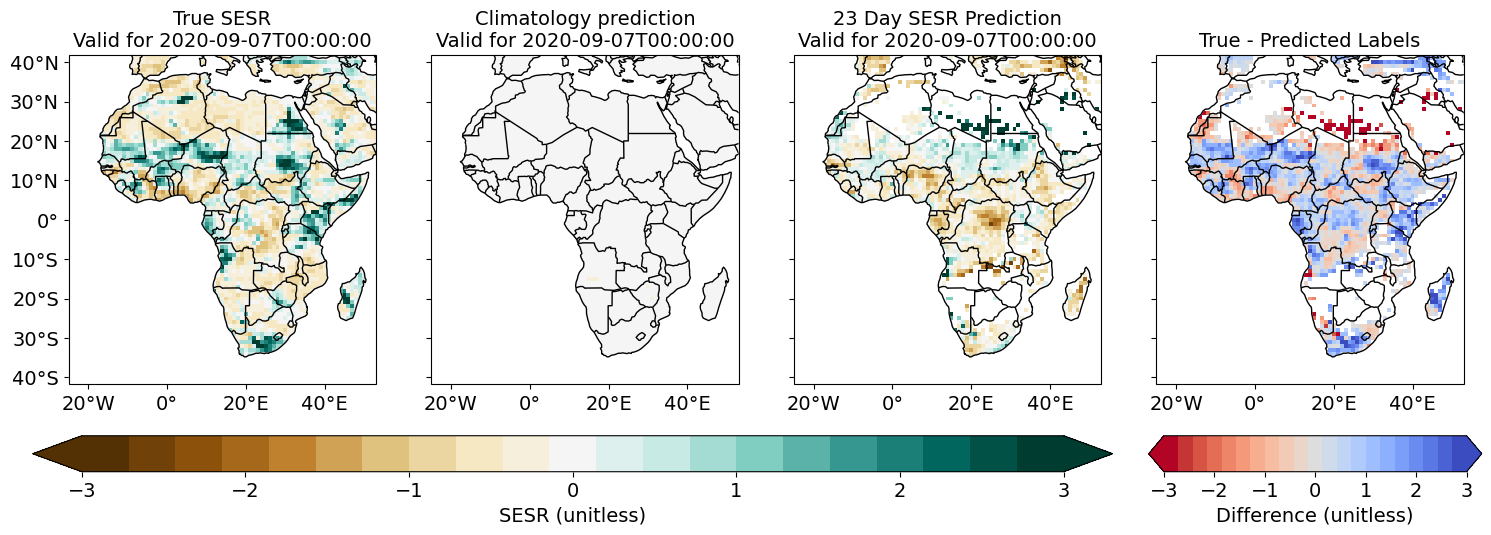 True SESR
Valid for 2020-09-07T00:00:00
Climatology prediction
Valid for 2020-09-07T00:00:00
23 Day SESR Prediction
Valid for 2020-09-07T00:00:00
True - Predicted Labels
40°N
30°N
20°N
10°N
0°
10°S
20°S
30°S
40°S
20°W 0° 20°E 40°E
20°W 0° 20°E 40°E
20°W 0° 20°E 40°E
20°W 0° 20°E 40°E
−3 −2 −1 0 1 2 3
SESR (unitless)
−3 −2 −1 0 1 2 3
Difference (unitless)